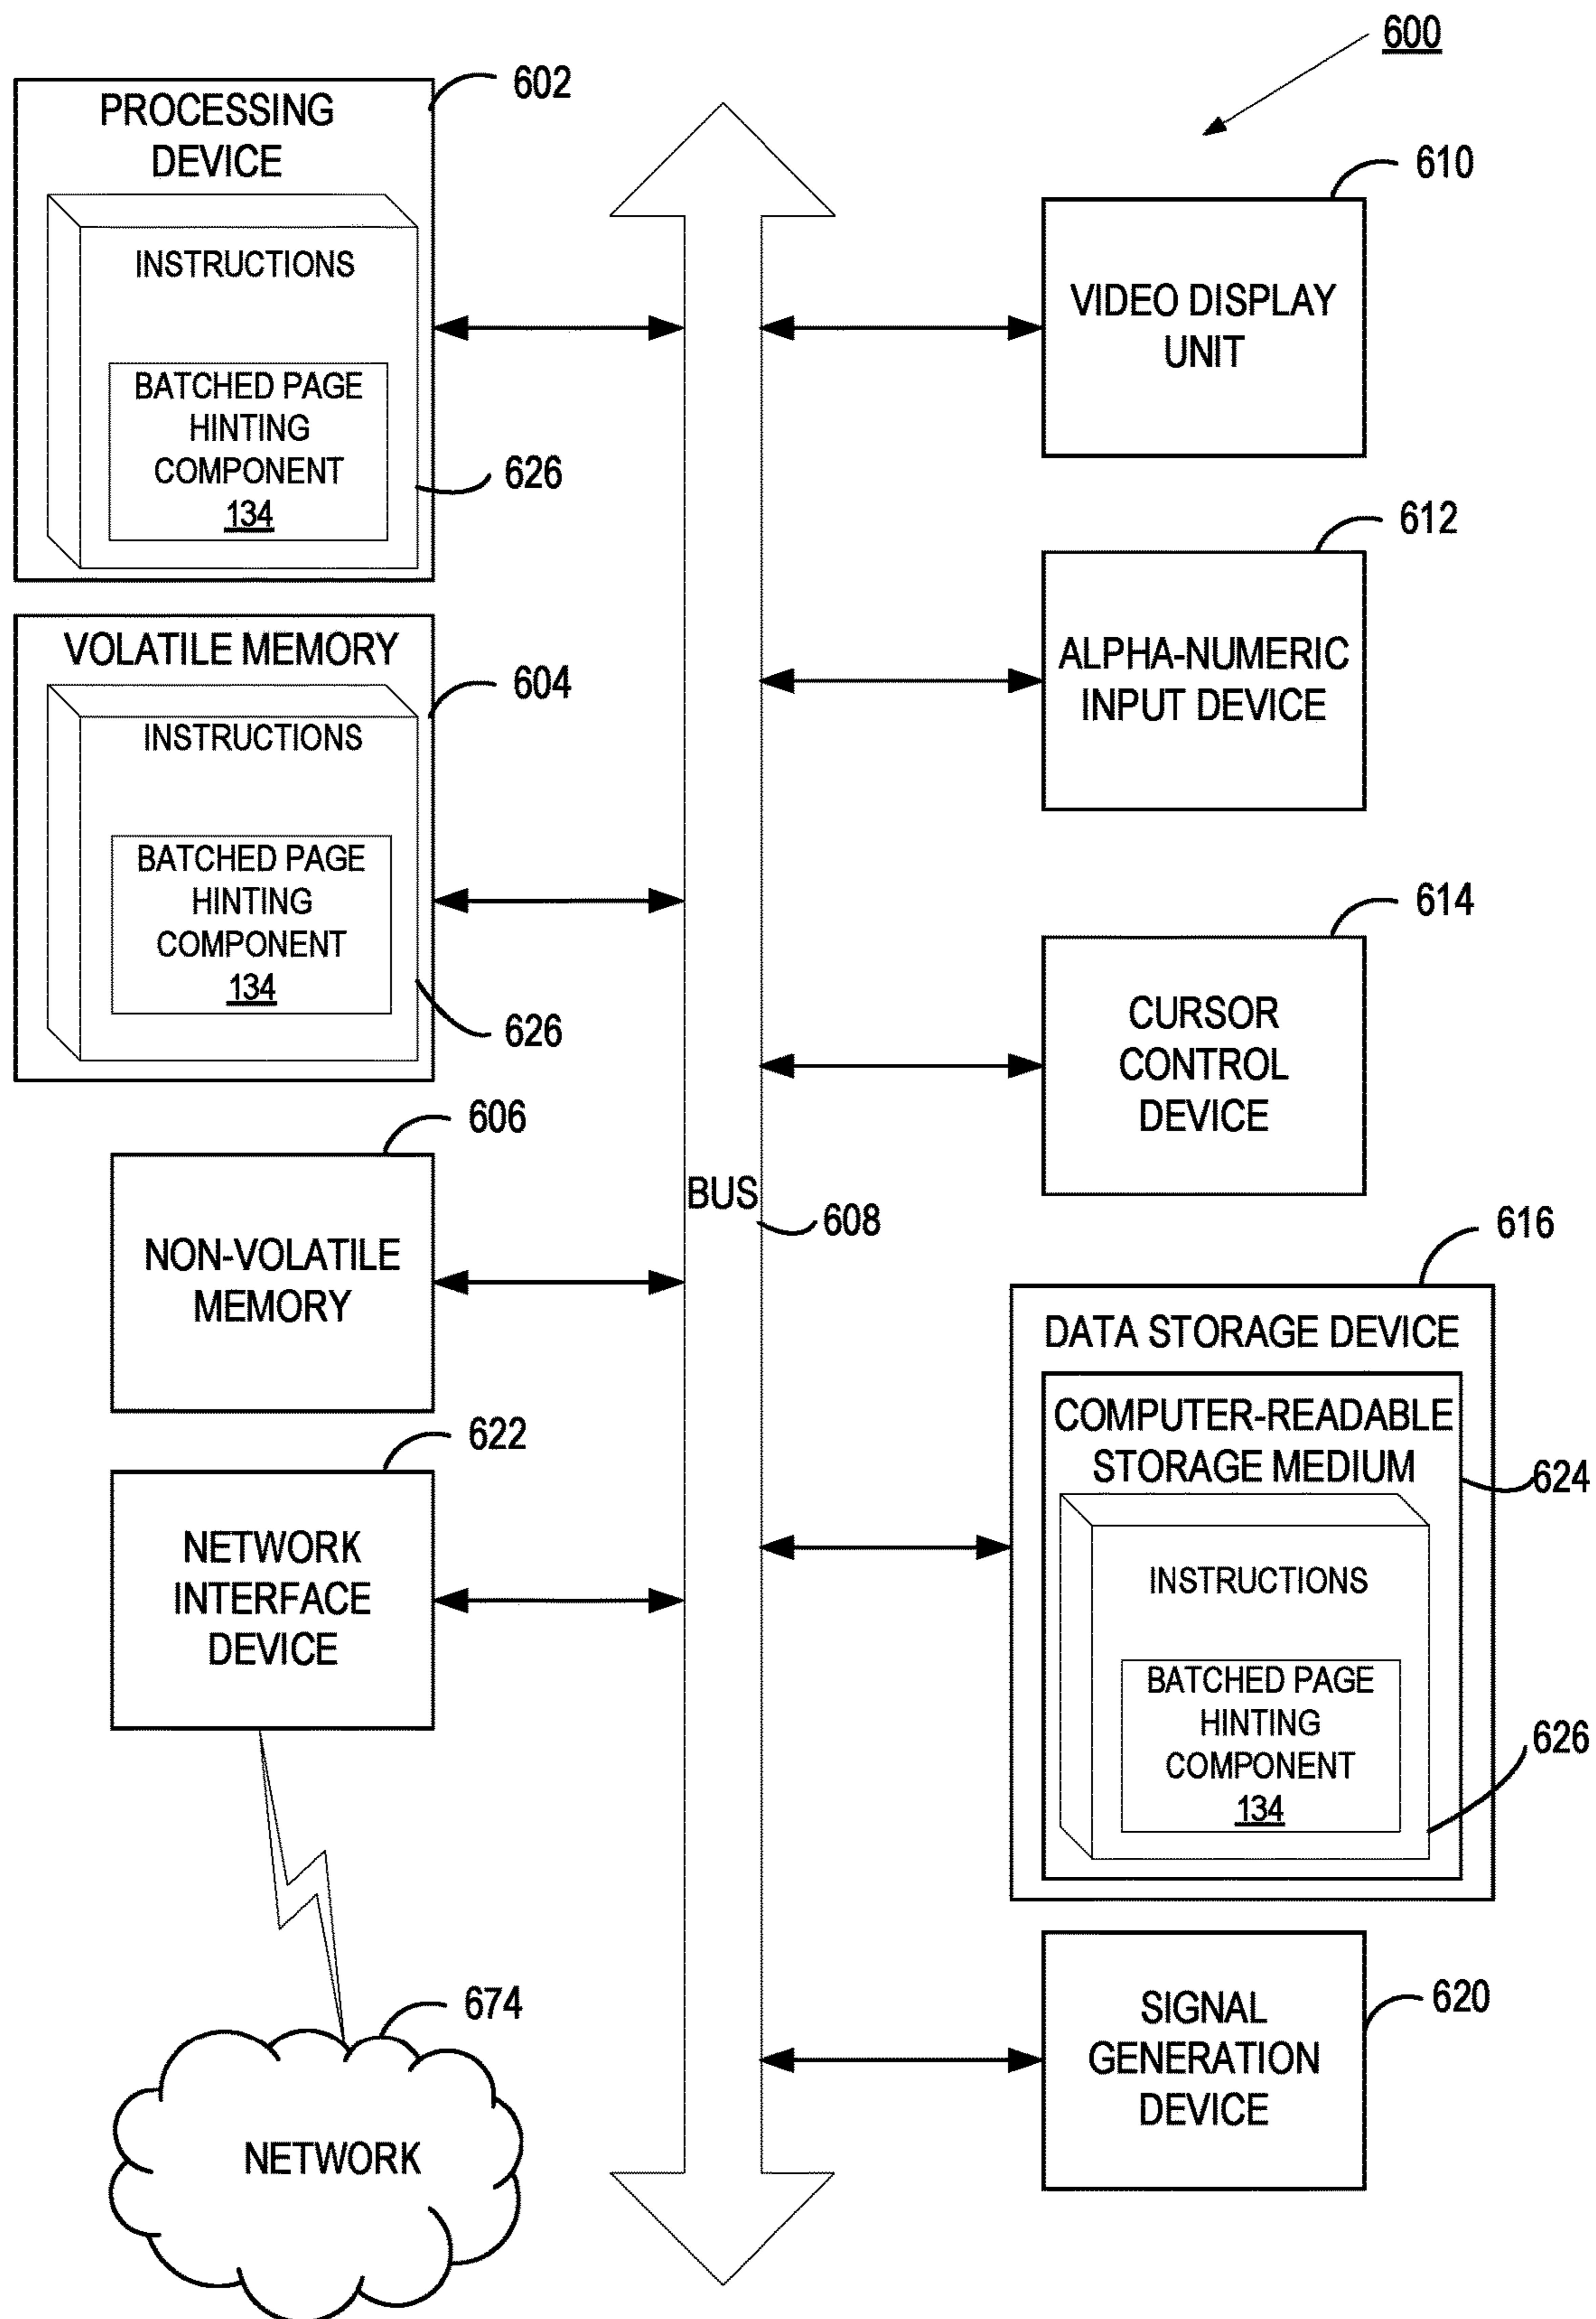 600
602
PROCESSING
DEVICE
INSTRUCTIONS
BATCHED PAGE
HINTING
COMPONENT
134
626
VOLATILE MEMORY
604
INSTRUCTIONS
BATCHED PAGE
HINTING
COMPONENT
134
626
606
NON-VOLATILE
MEMORY
622
NETWORK
INTERFACE
DEVICE
674
NETWORK
BUS
608
610
VIDEO DISPLAY
UNIT
612
ALPHA-NUMERIC
INPUT DEVICE
614
CURSOR
CONTROL
DEVICE
616
DATA STORAGE DEVICE
COMPUTER-READABLE
STORAGE MEDIUM
624
INSTRUCTIONS
BATCHED PAGE
HINTING
COMPONENT
134
626
620
SIGNAL
GENERATION
DEVICE